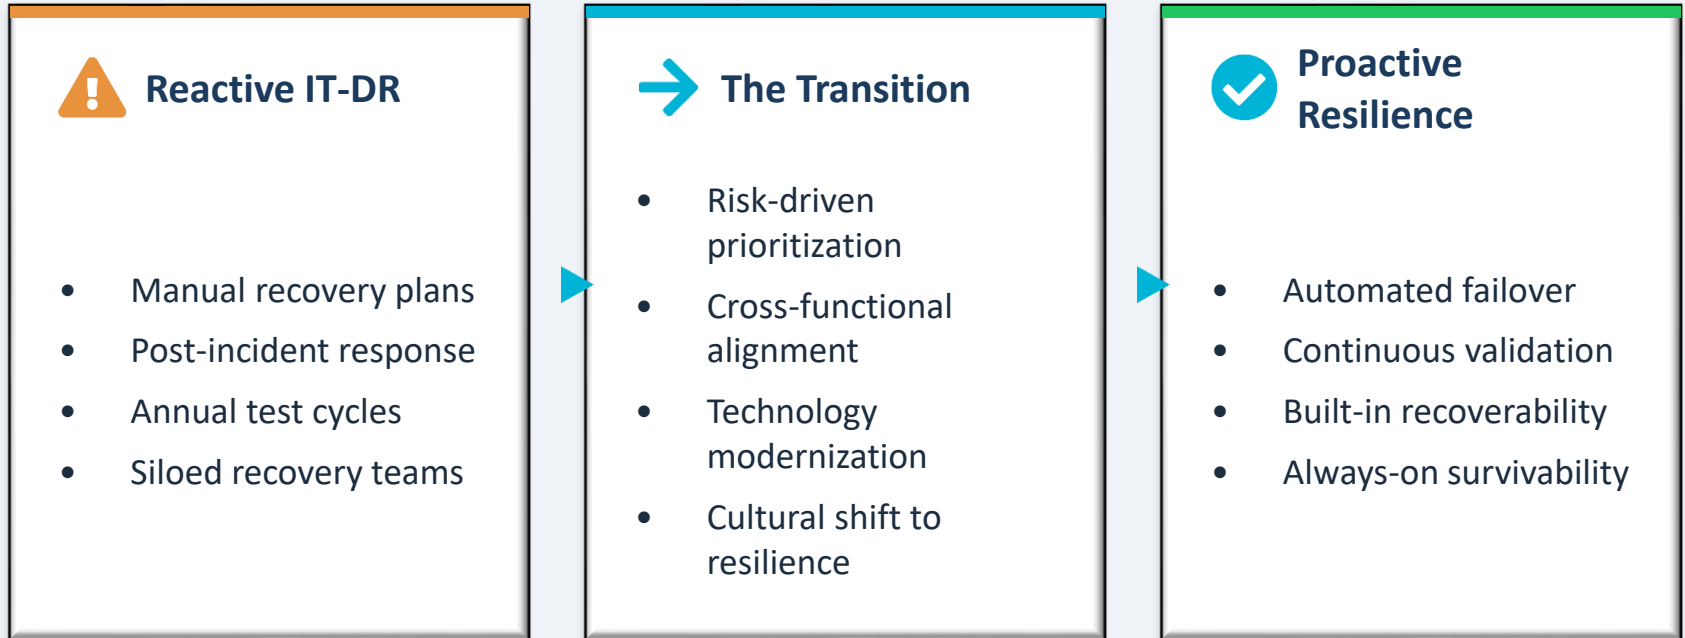 Reactive IT-DR
• Manual recovery plans
• Post-incident response
• Annual test cycles
• Siloed recovery teams
The Transition
• Risk-driven
prioritization
• Cross-functional
alignment
• Technology
modernization
• Cultural shift to
resilience
Proactive
Resilience
• Automated failover
• Continuous validation
• Built-in recoverability
• Always-on survivability